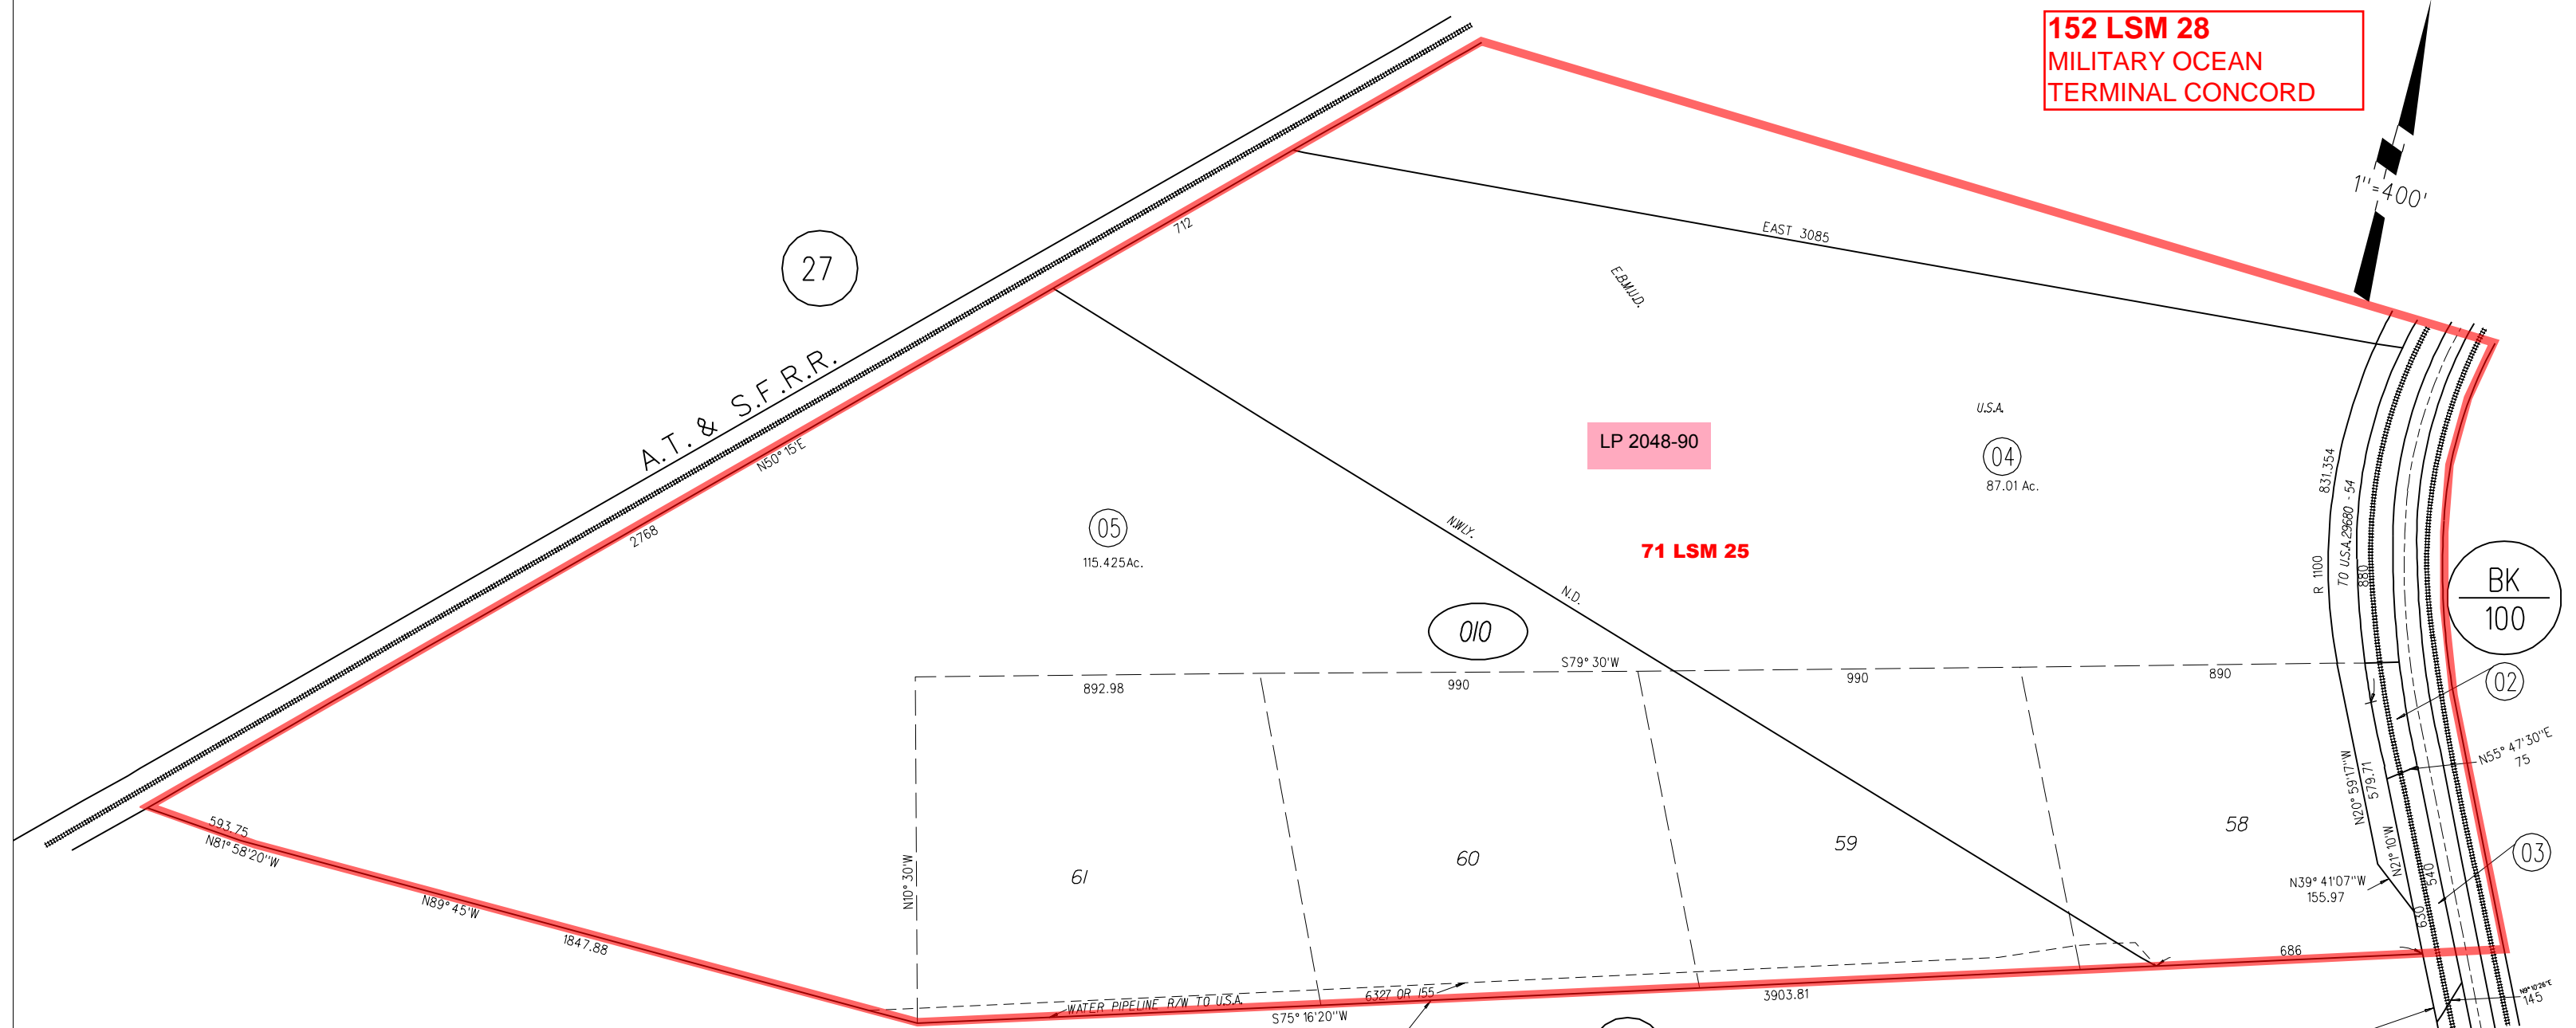 152 LSM 28
MILITARY OCEAN
TERMINAL CONCORD
1"=400'
27
A.T. & S.F.R.R.
712
N50° 15'E
2768
EAST 3085
E.B.M.U.D.
U.S.A.
LP 2048-90
04
87.01 Ac.
71 LSM 25
05
115.425Ac.
N.WLY.
N.D.
010
831.354
R 1100
TO U.S.A.29680 - 54
880
BK
100
S79° 30'W
892.98
990
990
890
02
N55° 47'30"E
75
N20° 59'17"W
579.71
N21° 10'W
540
630
03
N39° 41'07"W
155.97
593.75
N81° 58'20"W
N89° 45'W
1847.88
N10° 30'W
61
60
59
58
686
WATER PIPELINE R/W TO U.S.A.
6327 OR 155
3903.81
S75° 16'20"W
145